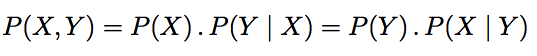 P(X, Y) = P(X) . P(Y | X) = P(Y) . P(X | Y)